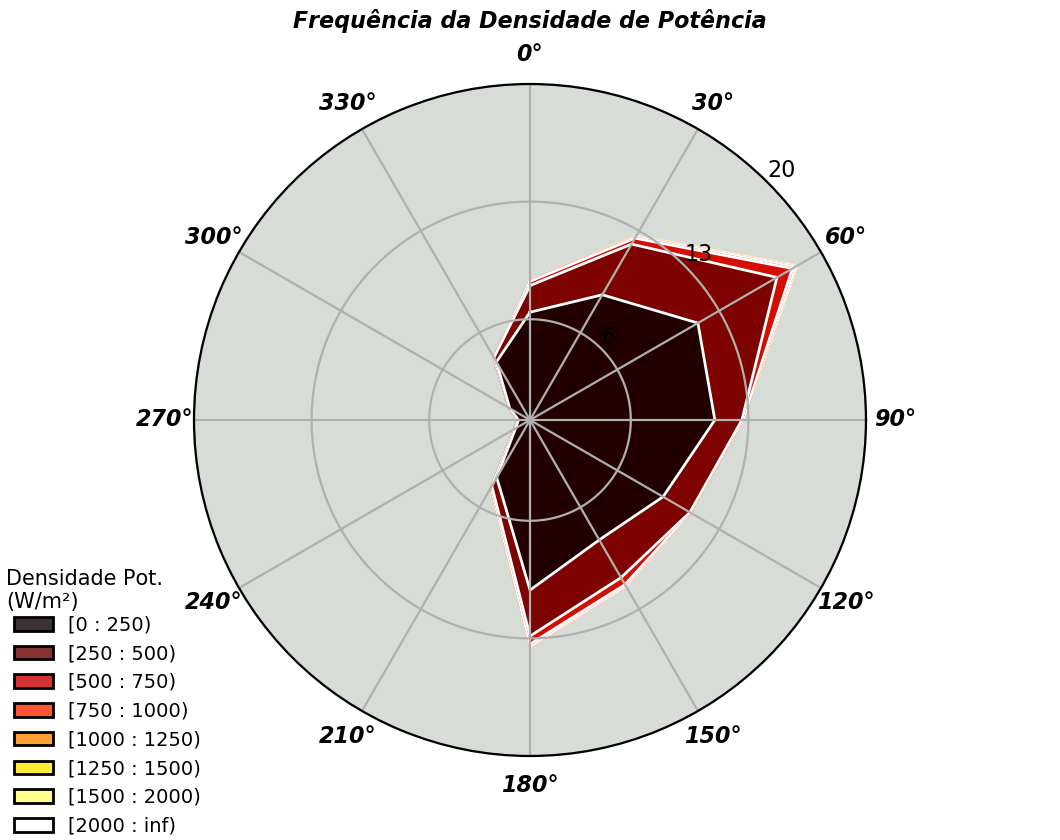 Frequência da Densidade de Potência
0°
330°
30°
20
300°
60°
13
6
270°
90°
240°
120°
210°
150°
180°
Densidade Pot.
(W/m²)
[0 : 250)
[250 : 500)
[500 : 750)
[750 : 1000)
[1000 : 1250)
[1250 : 1500)
[1500 : 2000)
[2000 : inf)